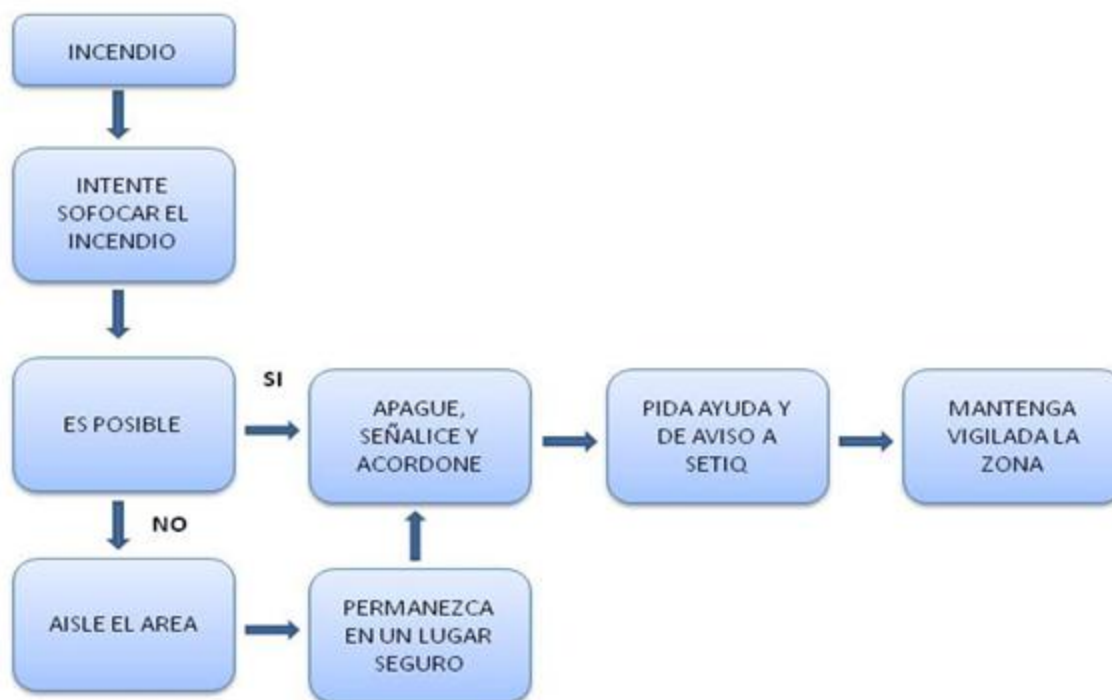 INCENDIO
INTENTE
SOFOCAR EL
INCENDIO
ES POSIBLE
SI
APAGUE,
SEÑALICE Y
ACORDONE
PIDA AYUDA Y
DE AVISO A
SETIQ
MANTENGA
VIGILADA LA
ZONA
NO
AISLE EL AREA
PERMANEZCA
EN UN LUGAR
SEGURO